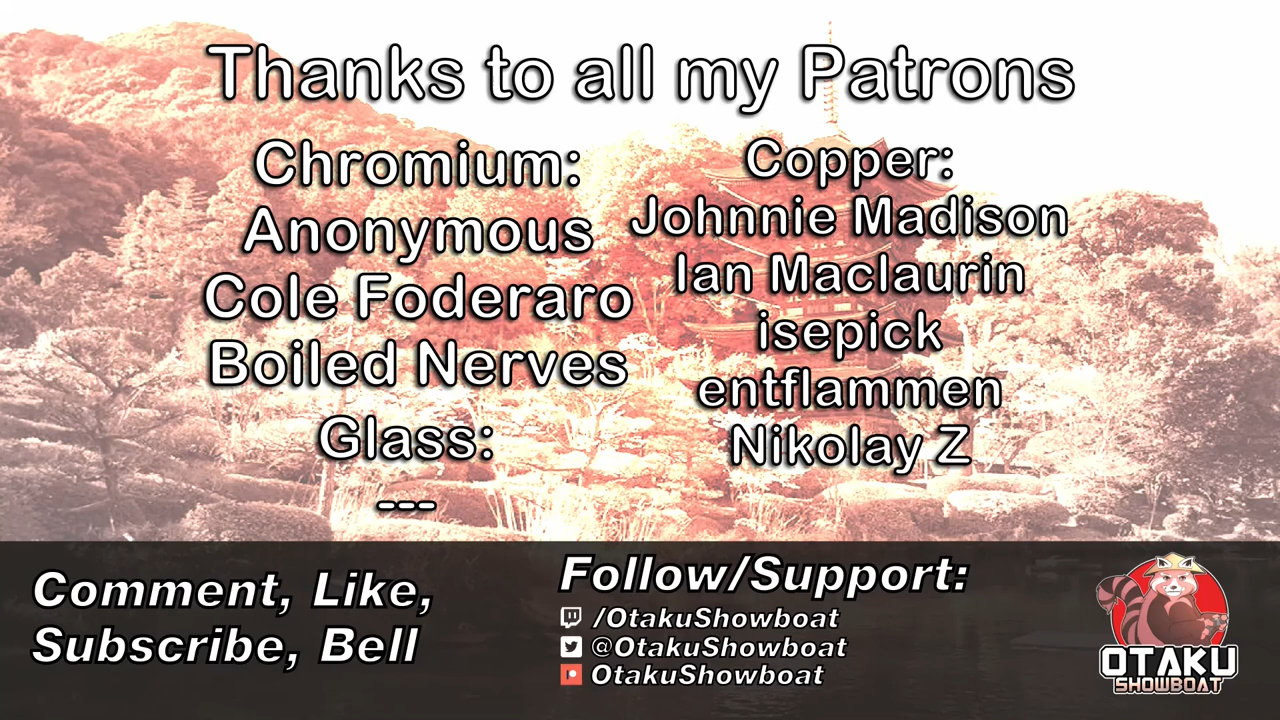 Thanks to all my Patrons
Chromium:
Anonymous
Cole Foderaro
Boiled Nerves
Glass:
---
Copper:
Johnnie Madison
Ian Maclaurin
isepick
entflammen
Nikolay Z
Comment, Like,
Subscribe, Bell
Follow/Support:
/OtakuShowboat
@OtakuShowboat
OtakuShowboat
OTAKU
SHOWBOAT